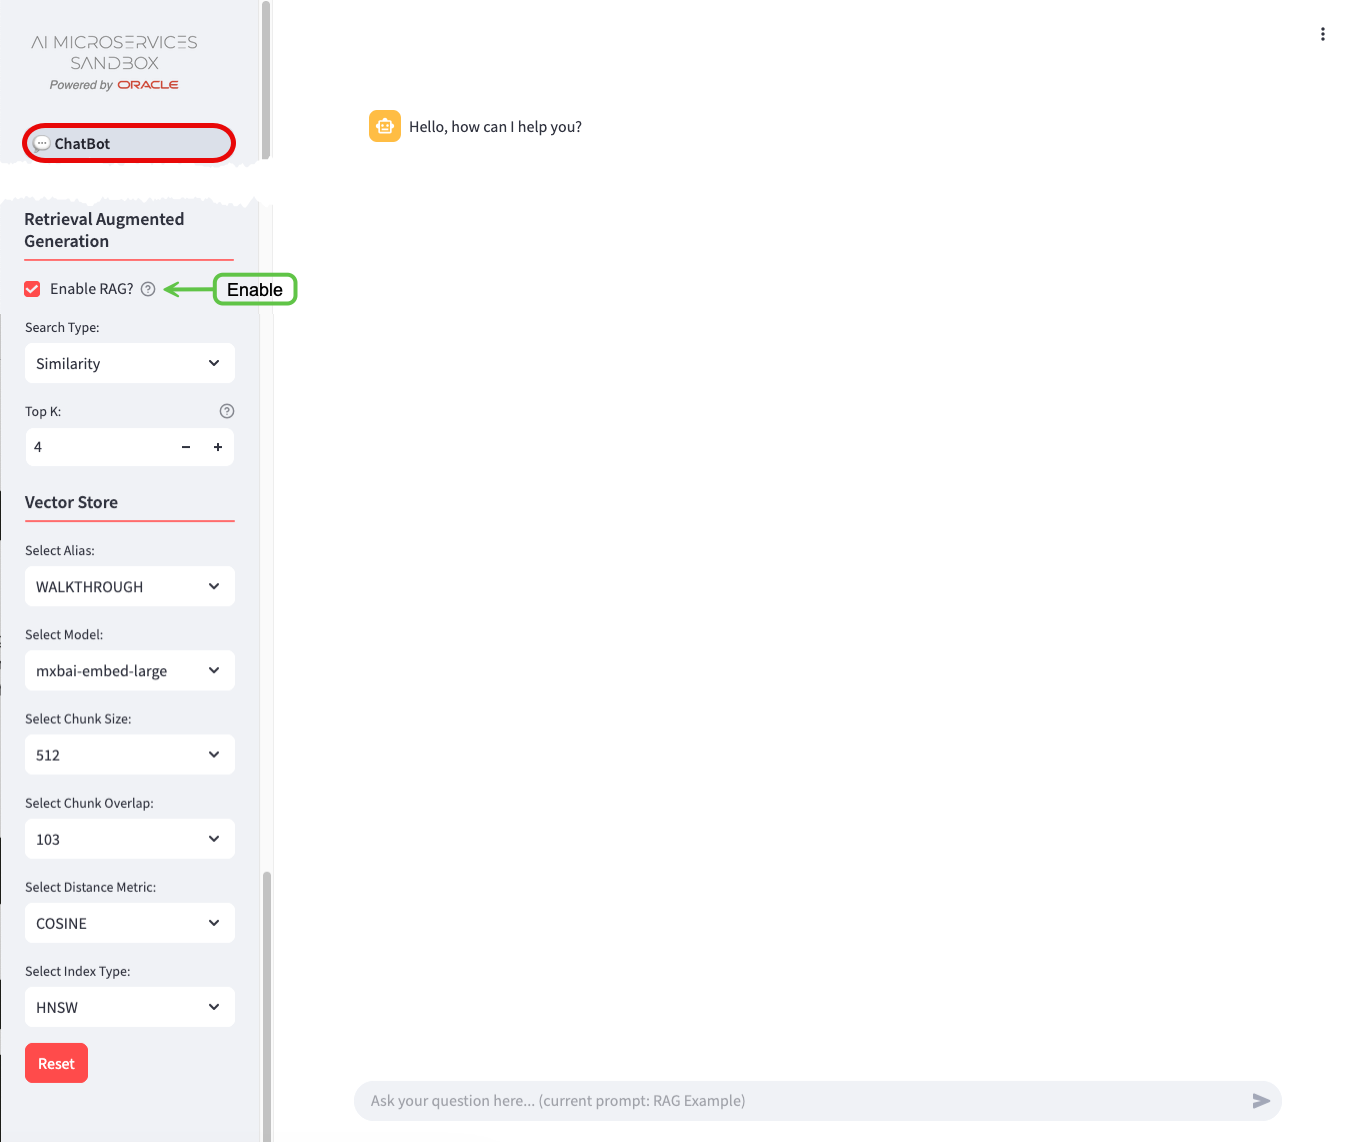 AI MICROSERVICES
SANDBOX
Powered by ORACLE
ChatBot
Hello, how can I help you?
Retrieval Augmented
Generation
Enable RAG?
Enable
Search Type:
Similarity
Top K:
4
Vector Store
Select Alias:
WALKTHROUGH
Select Model:
mxbai-embed-large
Select Chunk Size:
512
Select Chunk Overlap:
103
Select Distance Metric:
COSINE
Select Index Type:
HNSW
Reset
Ask your question here... (current prompt: RAG Example)